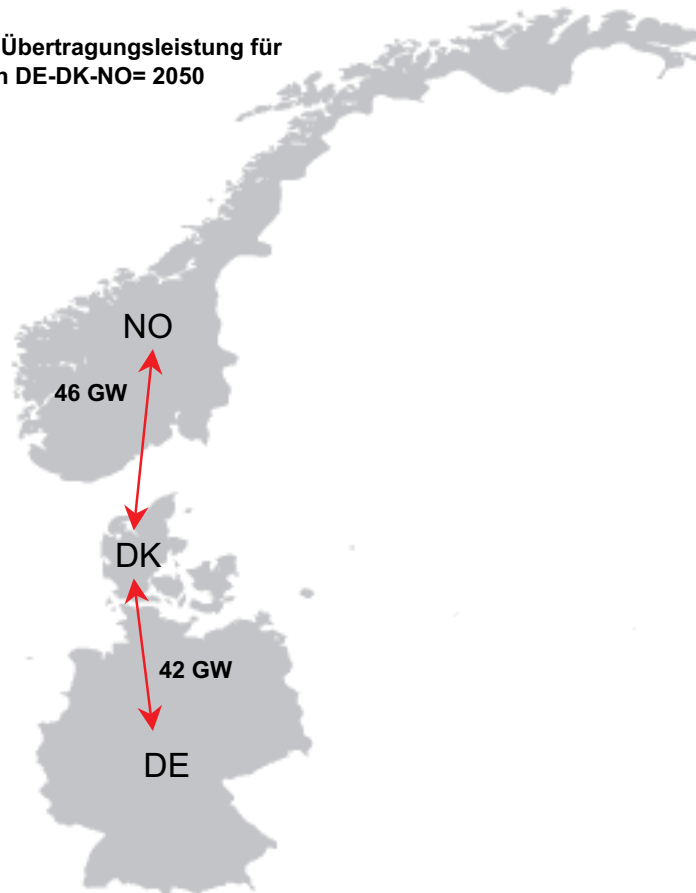 Übertragungsleistung für
n DE-DK-NO= 2050
NO
46 GW
DK
42 GW
DE